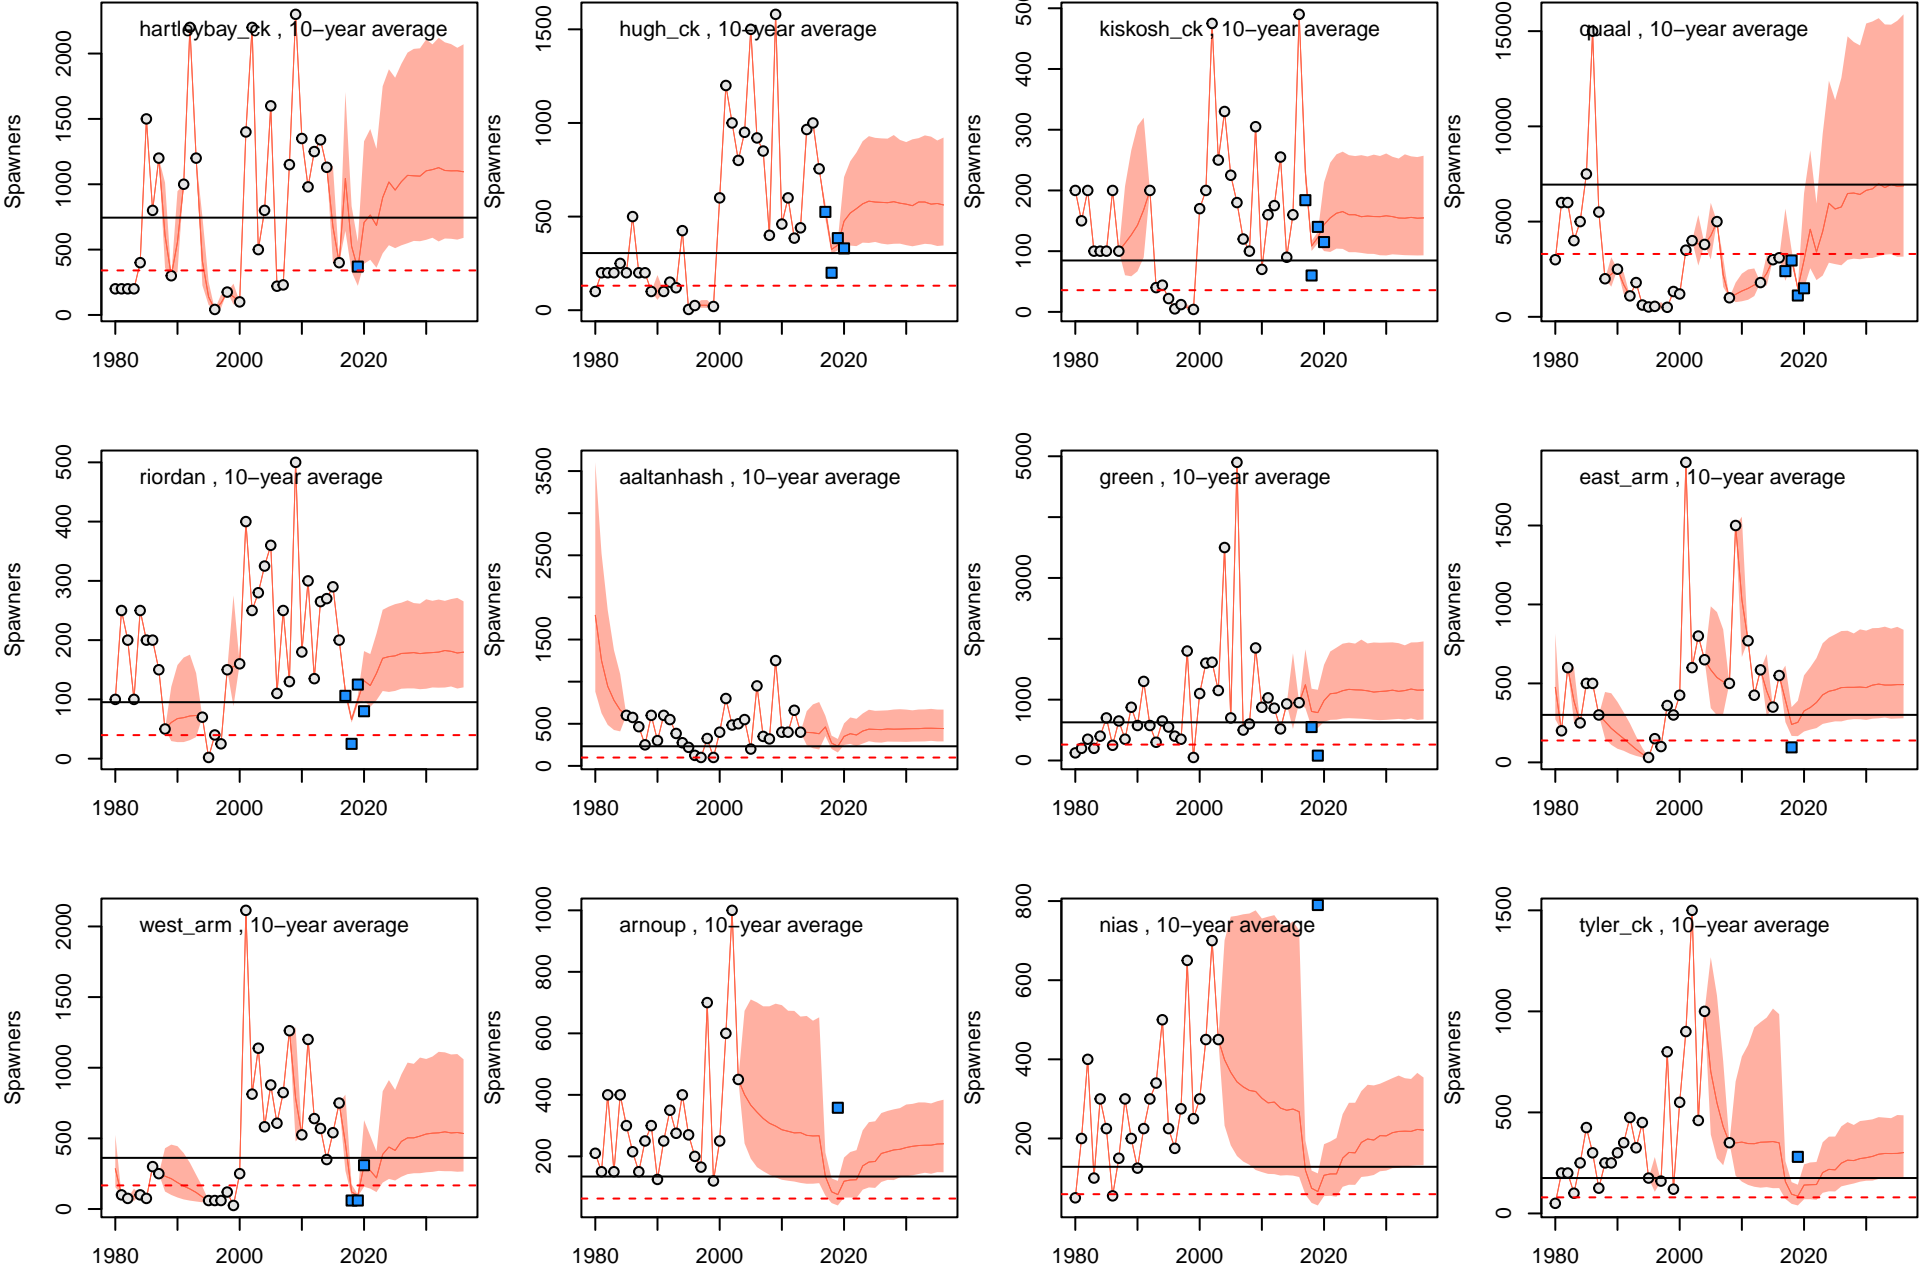 hartleybay_ck , 10−year average
Spawners
0 500 1000 1500 2000
1980 2000 2020
hugh_ck , 10−year average
Spawners
0 500 1000 1500
1980 2000 2020
kiskosh_ck , 10−year average
0 100 200 300 400 500
1980 2000 2020
quaal , 10−year average
Spawners
0 5000 10000 15000
1980 2000 2020
riordan , 10−year average
Spawners
0 100 200 300 400 500
1980 2000 2020
aaltanhash , 10−year average
Spawners
0 500 1500 2500 3500
1980 2000 2020
green , 10−year average
0 1000 3000 5000
1980 2000 2020
east_arm , 10−year average
Spawners
0 500 1000 1500
1980 2000 2020
west_arm , 10−year average
Spawners
0 500 1000 1500 2000
1980 2000 2020
arnoup , 10−year average
Spawners
200 400 600 800 1000
1980 2000 2020
nias , 10−year average
Spawners
200 400 600 800
1980 2000 2020
tyler_ck , 10−year average
Spawners
0 500 1000 1500
1980 2000 2020